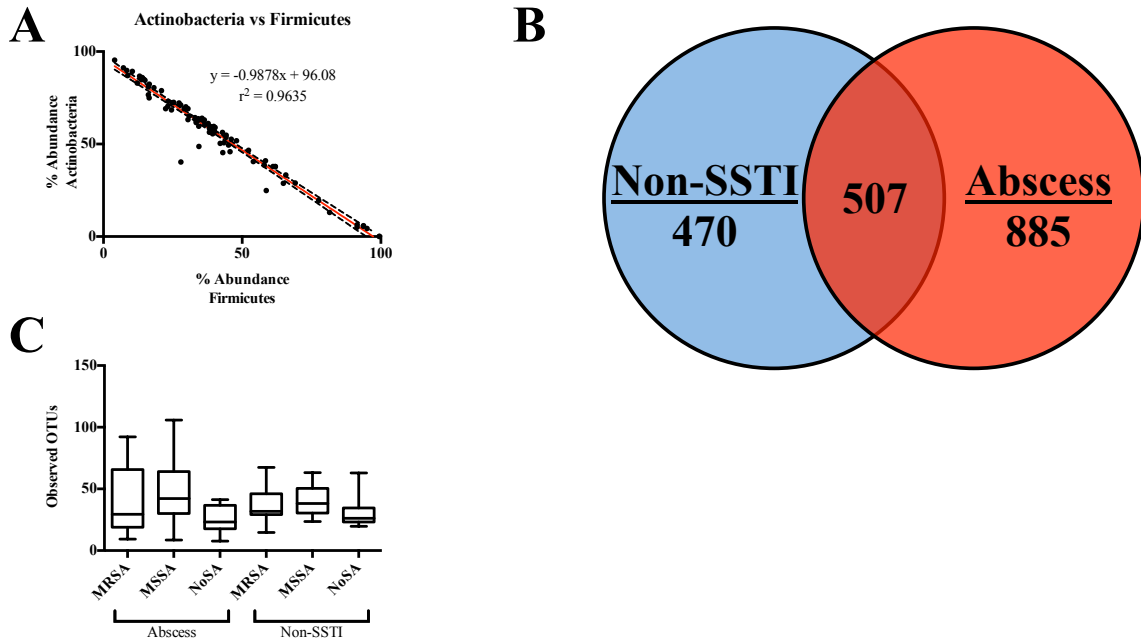 A
Actinobacteria vs Firmicutes
100
50
0
% Abundance
Actinobacteria
y = -0.9878x + 96.08
r² = 0.9635
0
50
100
% Abundance
Firmicutes
B
Non-SSTI
470
507
Abscess
885
C
150
100
50
0
Observed OTUs
MRSA
MSSA
NoSA
MRSA
MSSA
NoSA
Abscess
Non-SSTI